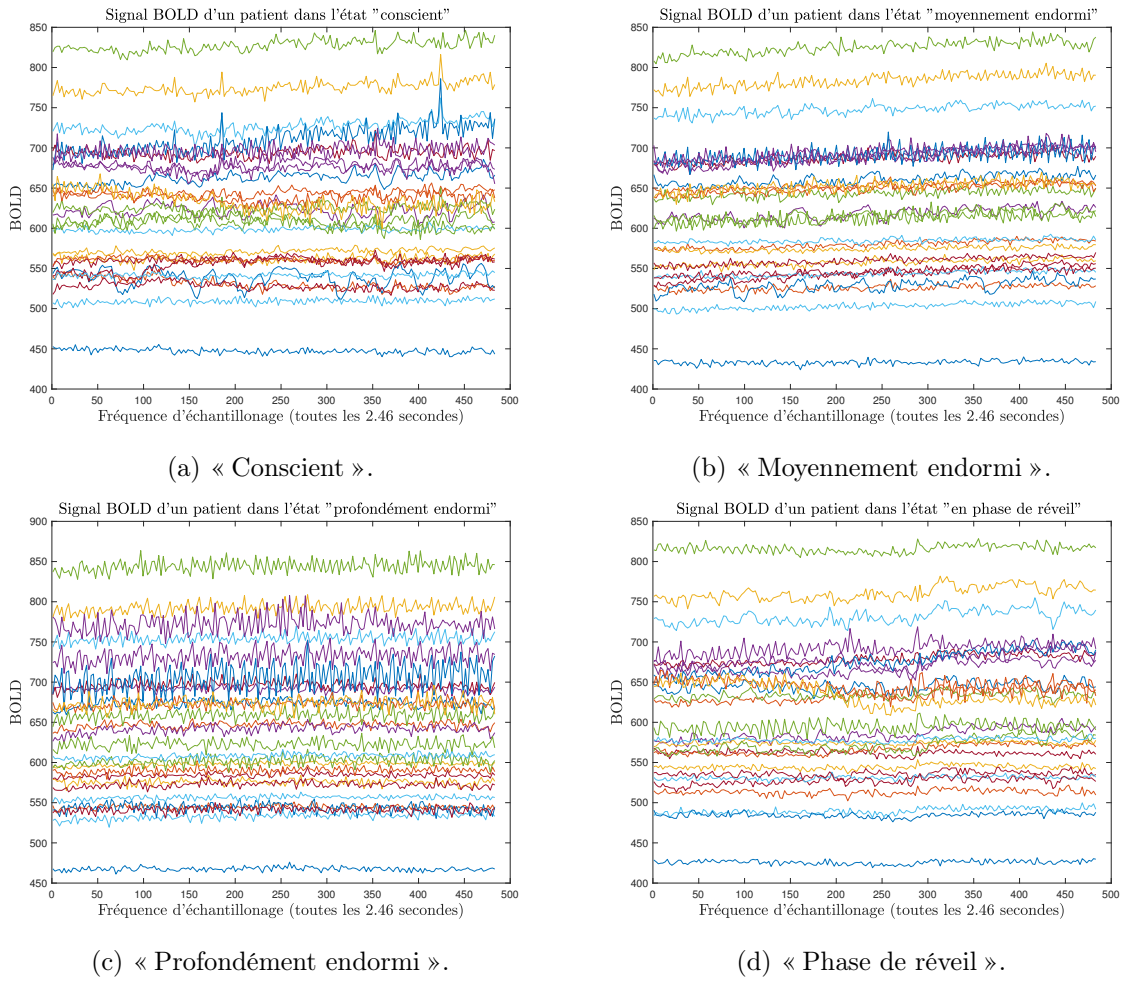 Signal BOLD d'un patient dans l'état "conscient"
850
800
750
700
650
600
550
500
450
400
BOLD
0 50 100 150 200 250 300 350 400 450 500
Fréquence d'échantillonage (toutes les 2.46 secondes)
(a) « Conscient ».
Signal BOLD d'un patient dans l'état "moyennement endormi"
850
800
750
700
650
600
550
500
450
400
BOLD
0 50 100 150 200 250 300 350 400 450 500
Fréquence d'échantillonage (toutes les 2.46 secondes)
(b) « Moyennement endormi ».
Signal BOLD d'un patient dans l'état "profondément endormi"
900
850
800
750
700
650
600
550
500
450
BOLD
0 50 100 150 200 250 300 350 400 450 500
Fréquence d'échantillonage (toutes les 2.46 secondes)
(c) « Profondément endormi ».
Signal BOLD d'un patient dans l'état "en phase de réveil"
850
800
750
700
650
600
550
500
450
400
BOLD
0 50 100 150 200 250 300 350 400 450 500
Fréquence d'échantillonage (toutes les 2.46 secondes)
(d) « Phase de réveil ».